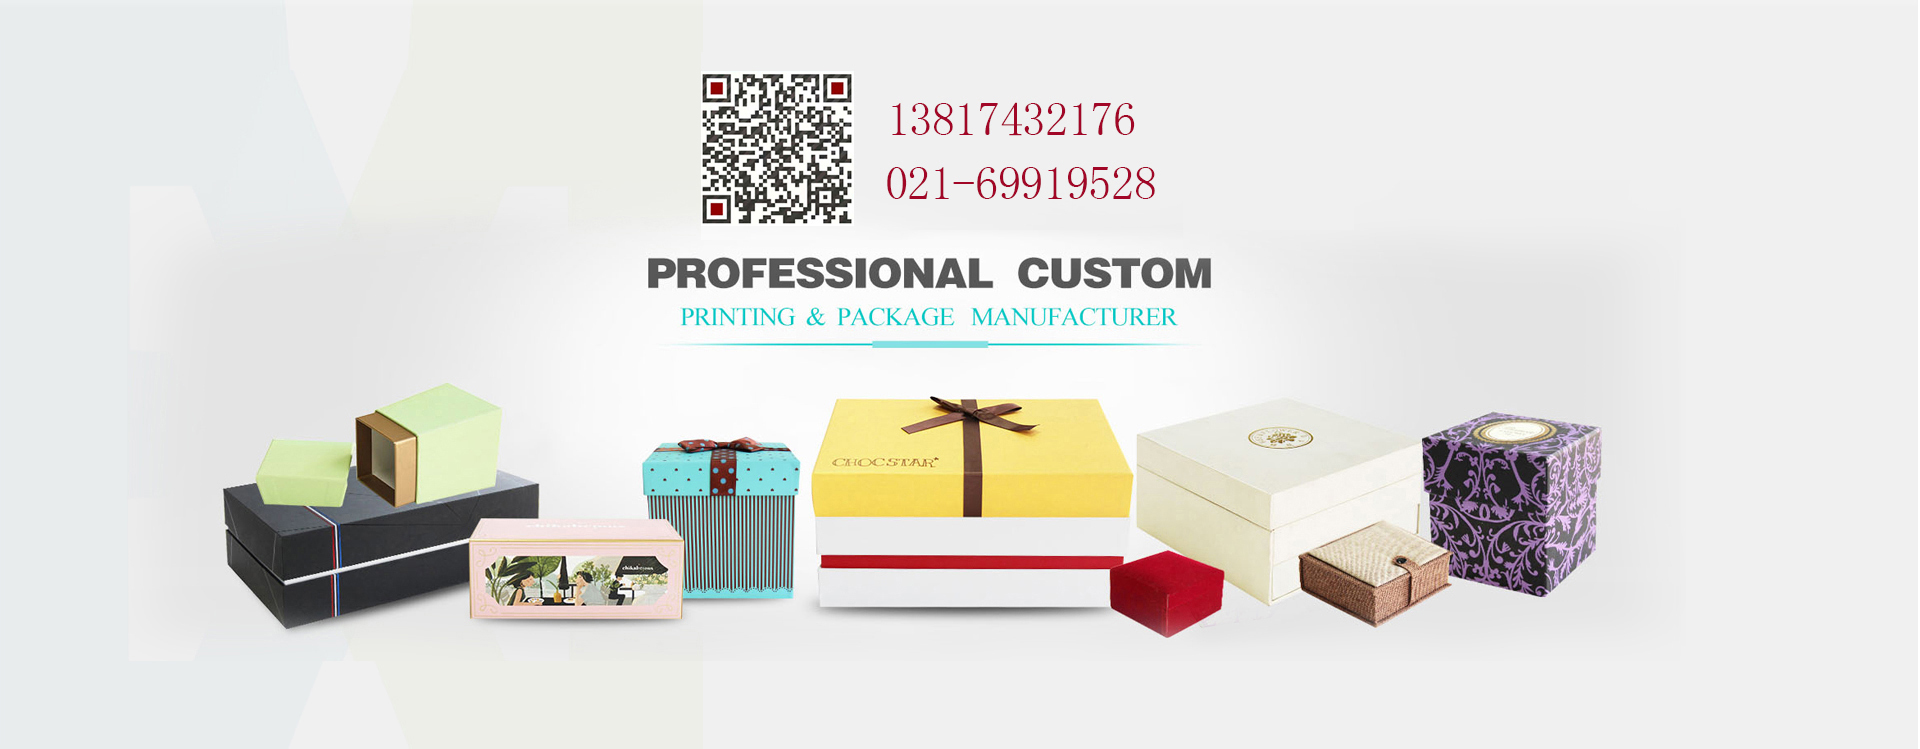 13817432176
021-69919528
PROFESSIONAL CUSTOM
PRINTING & PACKAGE MANUFACTURER
CHOCSTAR